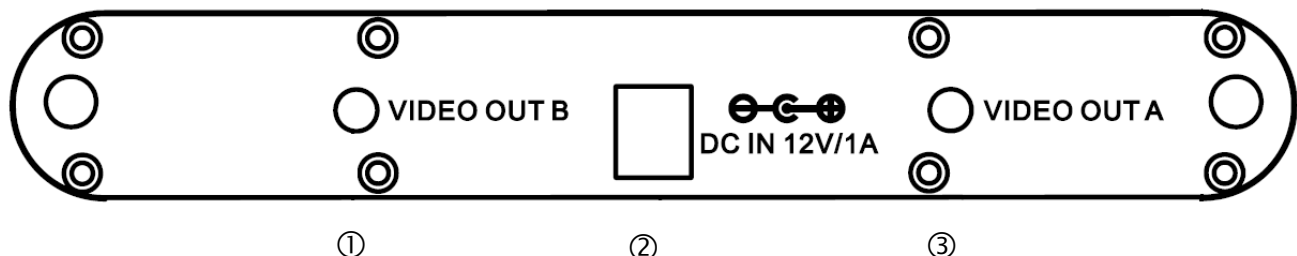 VIDEO OUT B
DC IN 12V/1A
VIDEO OUT A
① ② ③